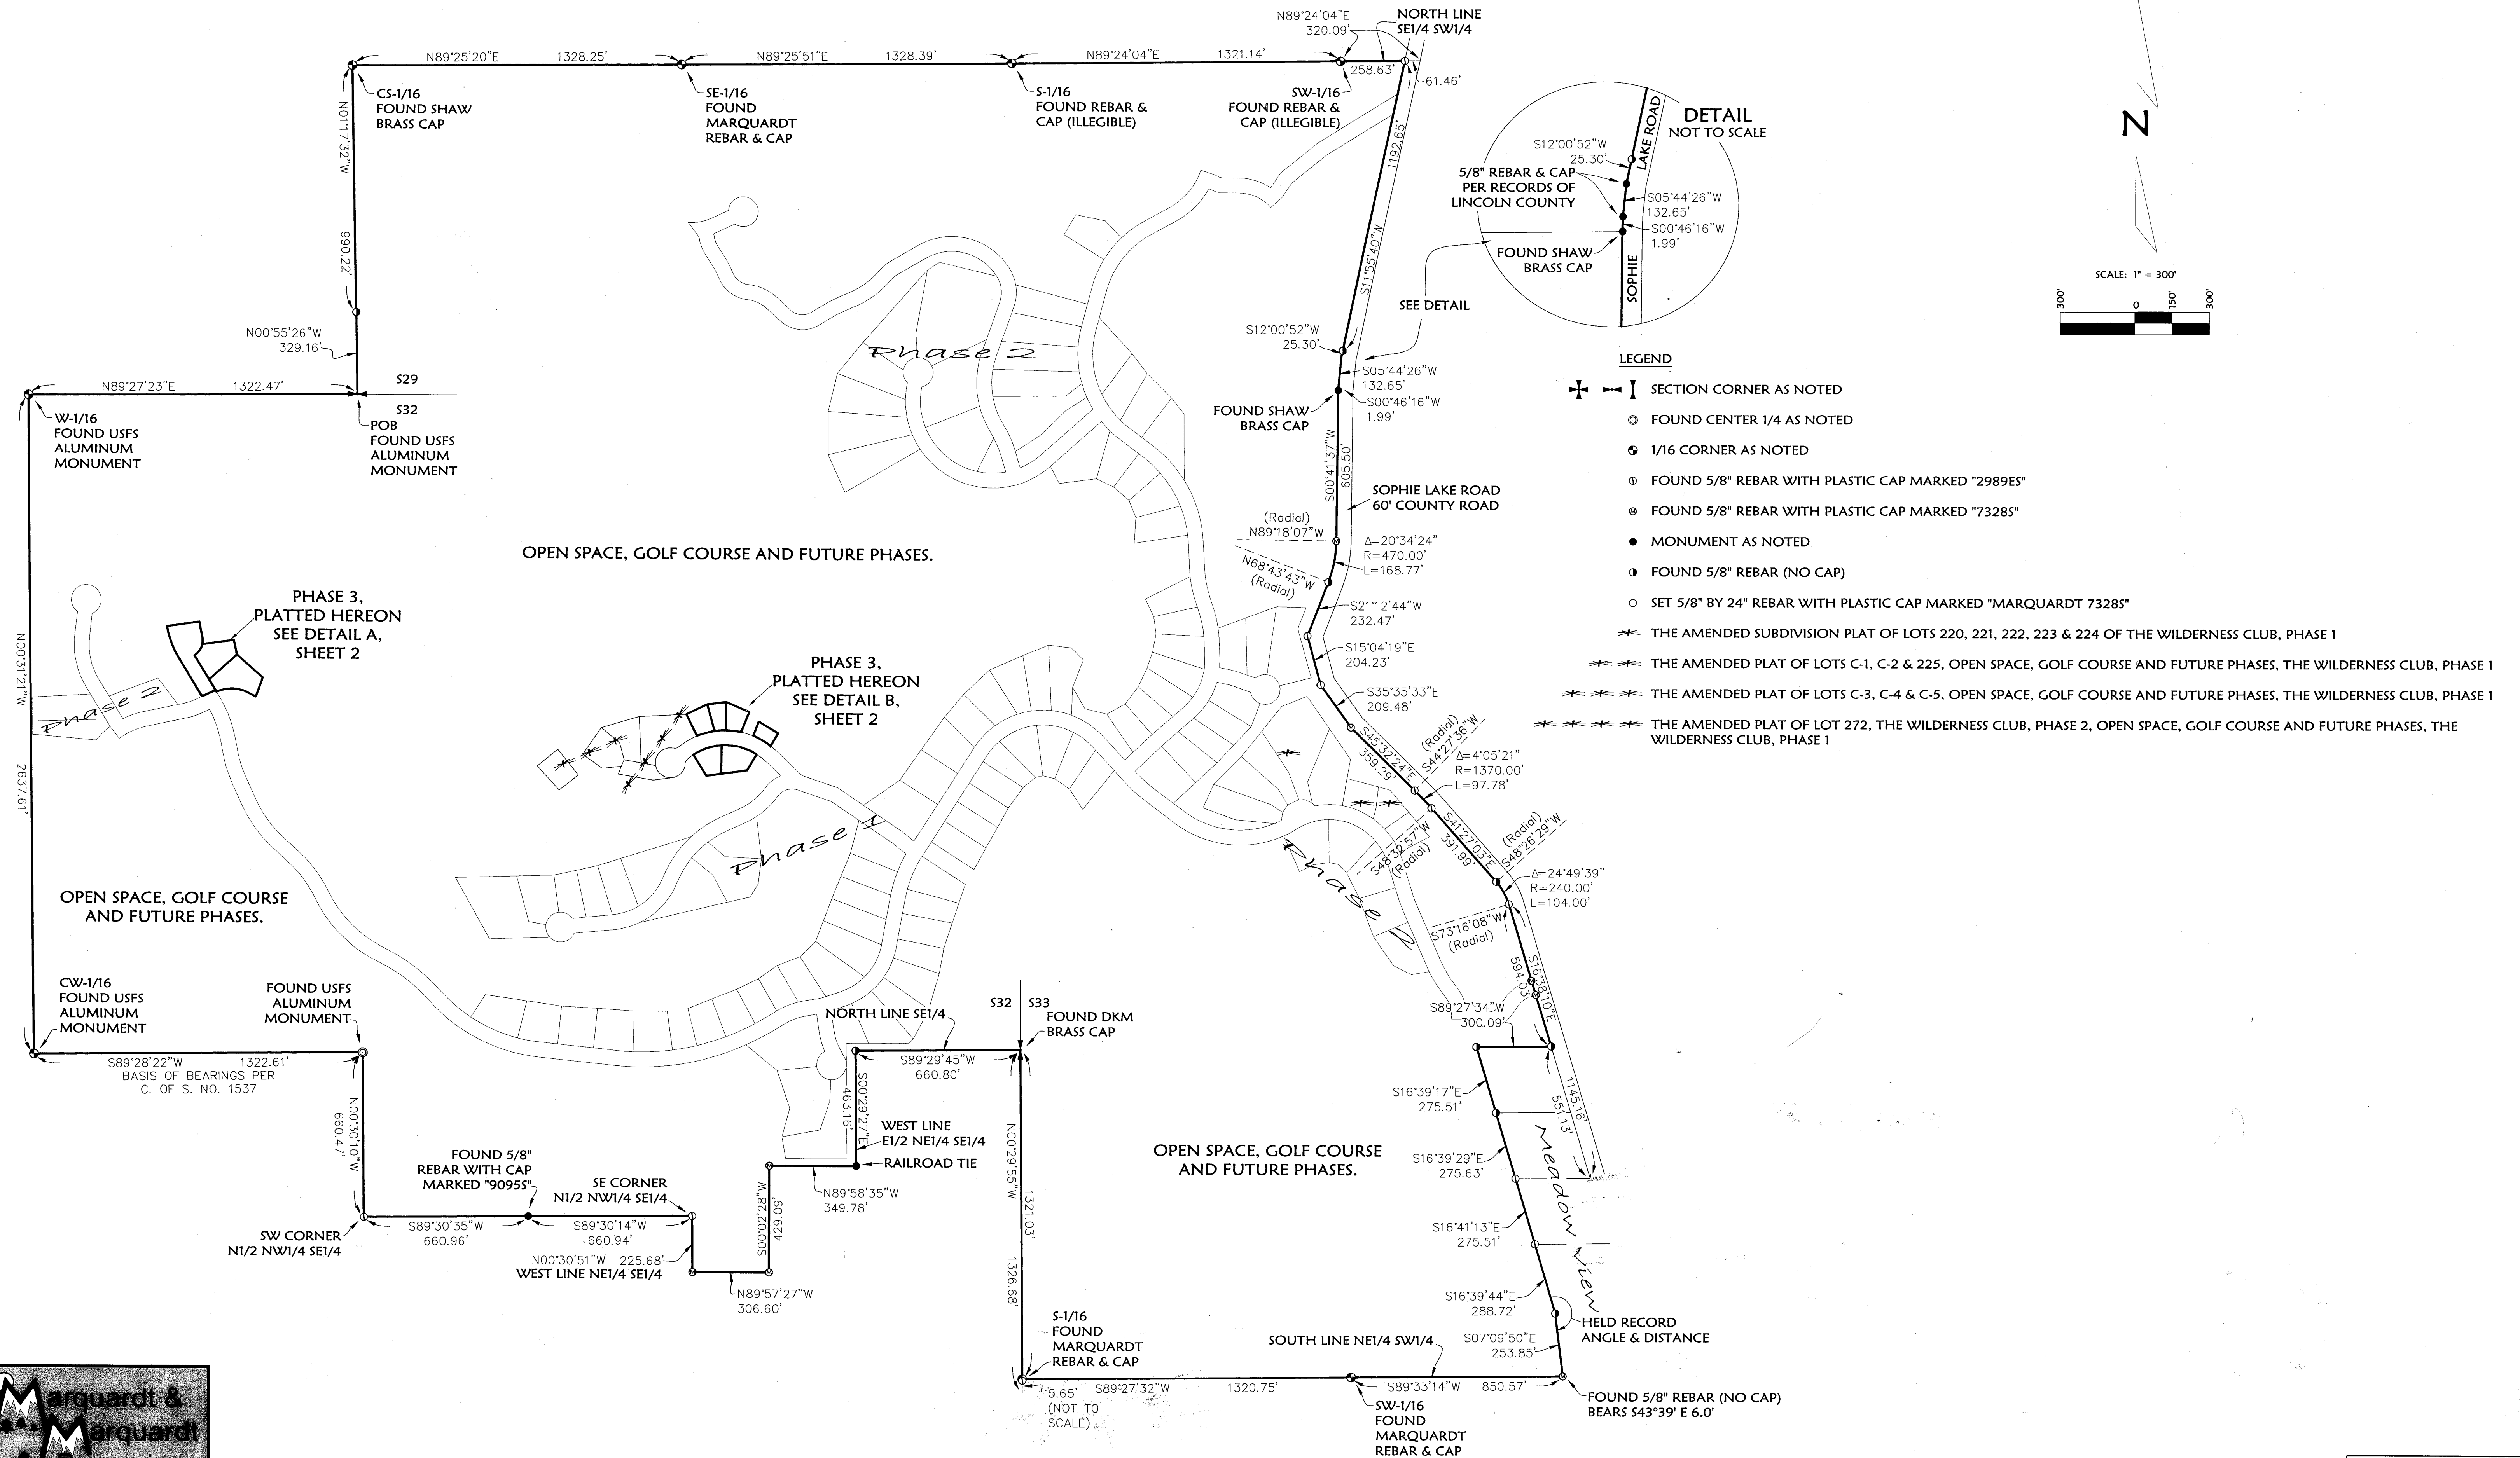 N89°24'04"E
320.09'
NORTH LINE
SE1/4 SW1/4
N89°25'20"E 1328.25'
N89°25'51"E 1328.39'
N89°24'04"E 1321.14'
258.63'
61.46'
CS-1/16
FOUND SHAW
BRASS CAP
SE-1/16
FOUND
MARQUARDT
REBAR & CAP
S-1/16
FOUND REBAR &
CAP (ILLEGIBLE)
SW-1/16
FOUND REBAR &
CAP (ILLEGIBLE)
N01°17'32"W
990.22'
N00°55'26"W
329.16'
N89°27'23"E 1322.47'
S29
S32
W-1/16
FOUND USFS
ALUMINUM
MONUMENT
POB
FOUND USFS
ALUMINUM
MONUMENT
1192.65'
S11°55'40"W
DETAIL
NOT TO SCALE
S12°00'52"W
25.30'
LAKE ROAD
5/8" REBAR & CAP
PER RECORDS OF
LINCOLN COUNTY
S05°44'26"W
132.65'
S00°46'16"W
1.99'
FOUND SHAW
BRASS CAP
SOPHIE
SEE DETAIL
N
SCALE: 1" = 300'
300'
0
150'
300'
S12°00'52"W
25.30'
S05°44'26"W
132.65'
S00°46'16"W
1.99'
FOUND SHAW
BRASS CAP
S00°41'37"W
605.50'
SOPHIE LAKE ROAD
60' COUNTY ROAD
(Radial)
N89°18'07"W
Δ=20°34'24"
R=470.00'
L=168.77'
N68°43'43"W
(Radial)
S21°12'44"W
232.47'
S15°04'19"E
204.23'
S35°35'33"E
209.48'
S45°32'24"E
359.29'
(Radial)
S44°27'36"W
Δ=4°05'21"
R=1370.00'
L=97.78'
S48°32'57"W
(Radial)
S41°27'03"E
391.99'
(Radial)
S48°26'29"W
Δ=24°49'39"
R=240.00'
L=104.00'
S73°16'08"W
(Radial)
S16°38'10"E
594.03'
S89°27'34"W
300.09'
1145.16'
551.13'
LEGEND
SECTION CORNER AS NOTED
FOUND CENTER 1/4 AS NOTED
1/16 CORNER AS NOTED
FOUND 5/8" REBAR WITH PLASTIC CAP MARKED "2989ES"
FOUND 5/8" REBAR WITH PLASTIC CAP MARKED "7328S"
MONUMENT AS NOTED
FOUND 5/8" REBAR (NO CAP)
SET 5/8" BY 24" REBAR WITH PLASTIC CAP MARKED "MARQUARDT 7328S"
THE AMENDED SUBDIVISION PLAT OF LOTS 220, 221, 222, 223 & 224 OF THE WILDERNESS CLUB, PHASE 1
THE AMENDED PLAT OF LOTS C-1, C-2 & 225, OPEN SPACE, GOLF COURSE AND FUTURE PHASES, THE WILDERNESS CLUB, PHASE 1
THE AMENDED PLAT OF LOTS C-3, C-4 & C-5, OPEN SPACE, GOLF COURSE AND FUTURE PHASES, THE WILDERNESS CLUB, PHASE 1
THE AMENDED PLAT OF LOT 272, THE WILDERNESS CLUB, PHASE 2, OPEN SPACE, GOLF COURSE AND FUTURE PHASES, THE
WILDERNESS CLUB, PHASE 1
Phase 2
OPEN SPACE, GOLF COURSE AND FUTURE PHASES.
PHASE 3,
PLATTED HEREON
SEE DETAIL A,
SHEET 2
PHASE 3,
PLATTED HEREON
SEE DETAIL B,
SHEET 2
Phase 2
N00°31'21"W
2637.61'
Phase 1
Phase 2
OPEN SPACE, GOLF COURSE
AND FUTURE PHASES.
CW-1/16
FOUND USFS
ALUMINUM
MONUMENT
FOUND USFS
ALUMINUM
MONUMENT
S89°28'22"W 1322.61'
BASIS OF BEARINGS PER
C. OF S. NO. 1537
N00°30'10"W
660.47'
SW CORNER
N1/2 NW1/4 SE1/4
S89°30'35"W
660.96'
FOUND 5/8"
REBAR WITH CAP
MARKED "9095S"
S89°30'14"W
660.94'
SE CORNER
N1/2 NW1/4 SE1/4
N00°30'51"W 225.68'
WEST LINE NE1/4 SE1/4
N89°57'27"W
306.60'
S00°02'28"W
429.09'
N89°58'35"W
349.78'
RAILROAD TIE
WEST LINE
E1/2 NE1/4 SE1/4
S00°29'27"E
463.16'
NORTH LINE SE1/4
S89°29'45"W
660.80'
S32 S33
FOUND DKM
BRASS CAP
N00°29'55"W
1321.03'
1326.68'
S-1/16
FOUND
MARQUARDT
REBAR & CAP
5.65'
(NOT TO
SCALE)
S89°27'32"W 1320.75'
OPEN SPACE, GOLF COURSE
AND FUTURE PHASES.
SOUTH LINE NE1/4 SW1/4
S89°33'14"W 850.57'
SW-1/16
FOUND
MARQUARDT
REBAR & CAP
S16°39'17"E
275.51'
S16°39'29"E
275.63'
S16°41'13"E
275.51'
S16°39'44"E
288.72'
S07°09'50"E
253.85'
Meadow View
HELD RECORD
ANGLE & DISTANCE
FOUND 5/8" REBAR (NO CAP)
BEARS S43°39' E 6.0'
Marquardt &
Marquardt